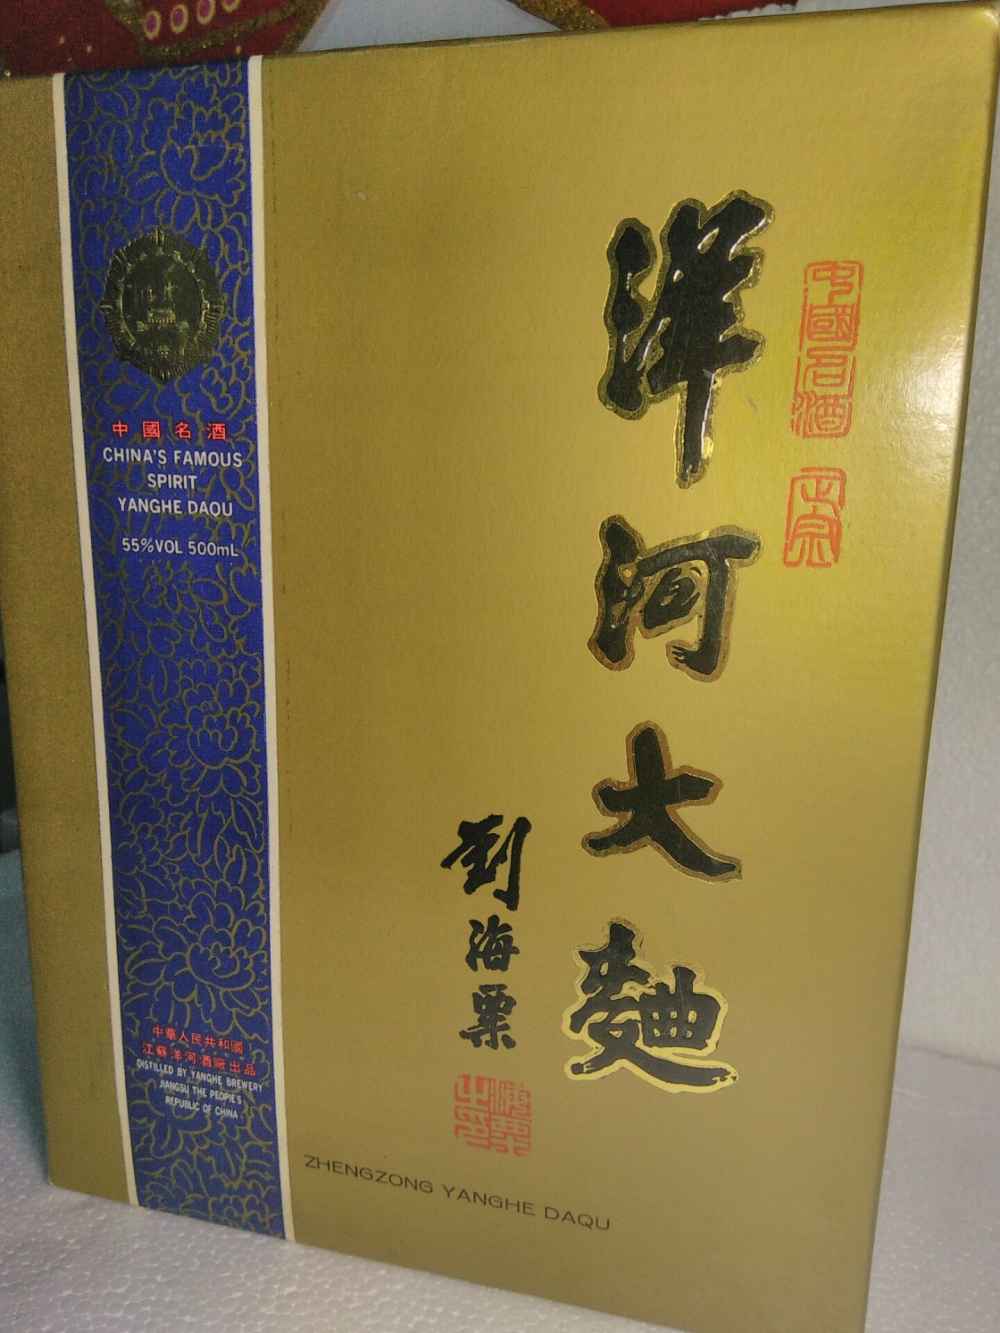 中國名酒
CHINA'S FAMOUS
SPIRIT
YANGHE DAQU
55%VOL 500mL
中華人民共和國
江蘇洋河酒廠出品
DISTILLED BY YANGHE BREWERY
JIANGSU THE PEOPLE'S
REPUBLIC OF CHINA
中國名酒
正宗
洋河大麯
劉海粟
ZHENGZONG YANGHE DAQU